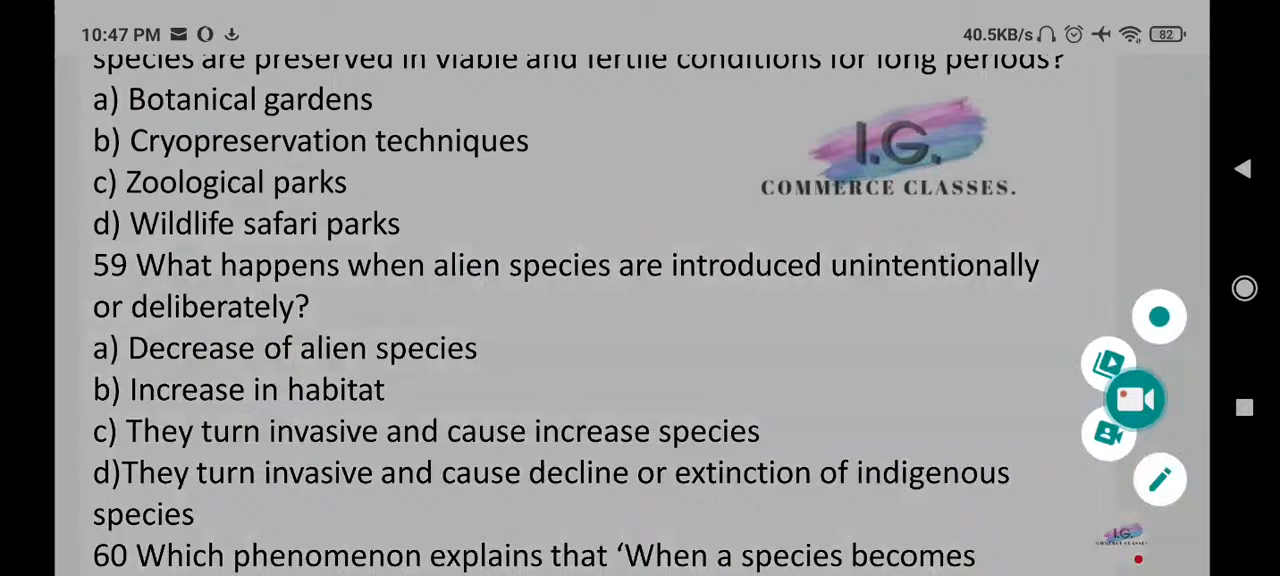 10:47 PM
40.5KB/s
82
species are preserved in viable and fertile conditions for long periods?
a) Botanical gardens
b) Cryopreservation techniques
c) Zoological parks
d) Wildlife safari parks
I.G.
COMMERCE CLASSES.
59 What happens when alien species are introduced unintentionally
or deliberately?
a) Decrease of alien species
b) Increase in habitat
c) They turn invasive and cause increase species
d)They turn invasive and cause decline or extinction of indigenous
species
I.G.
COMMERCE CLASSES.
60 Which phenomenon explains that ‘When a species becomes